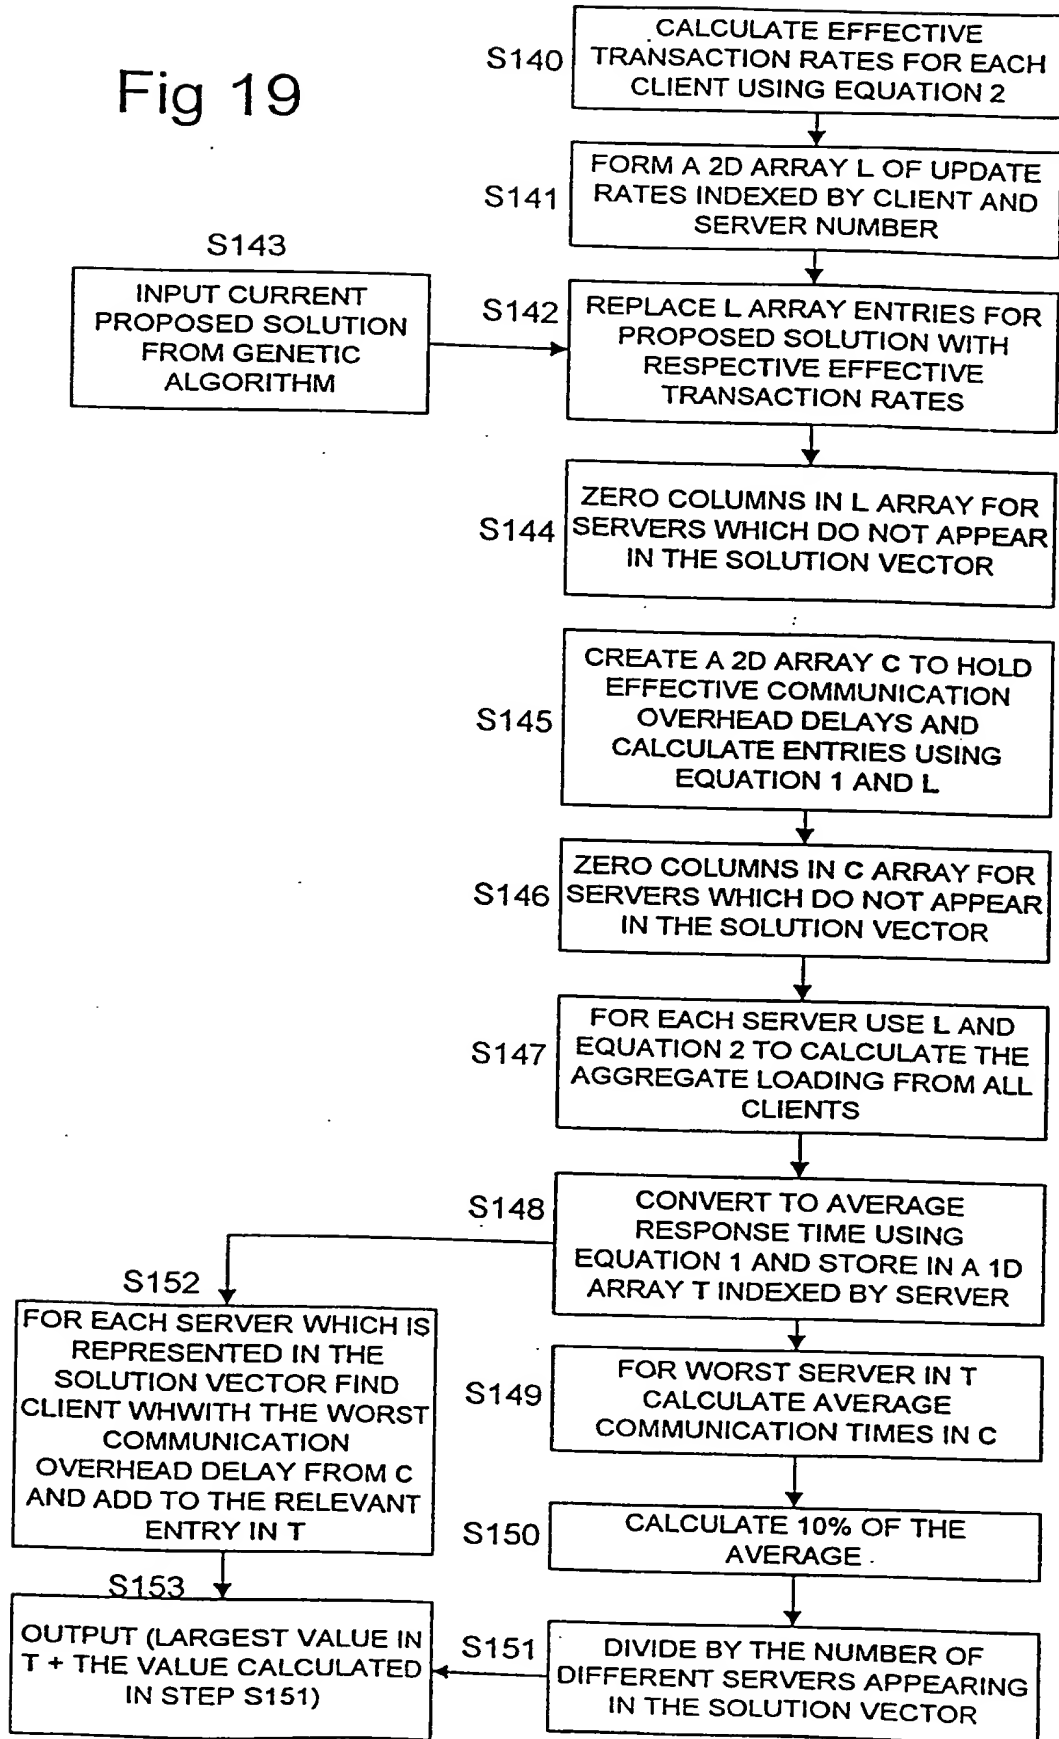 Fig 19
S140
CALCULATE EFFECTIVE
TRANSACTION RATES FOR EACH
CLIENT USING EQUATION 2
S141
FORM A 2D ARRAY L OF UPDATE
RATES INDEXED BY CLIENT AND
SERVER NUMBER
S143
INPUT CURRENT
PROPOSED SOLUTION
FROM GENETIC
ALGORITHM
S142
REPLACE L ARRAY ENTRIES FOR
PROPOSED SOLUTION WITH
RESPECTIVE EFFECTIVE
TRANSACTION RATES
S144
ZERO COLUMNS IN L ARRAY FOR
SERVERS WHICH DO NOT APPEAR
IN THE SOLUTION VECTOR
S145
CREATE A 2D ARRAY C TO HOLD
EFFECTIVE COMMUNICATION
OVERHEAD DELAYS AND
CALCULATE ENTRIES USING
EQUATION 1 AND L
S146
ZERO COLUMNS IN C ARRAY FOR
SERVERS WHICH DO NOT APPEAR
IN THE SOLUTION VECTOR
S147
FOR EACH SERVER USE L AND
EQUATION 2 TO CALCULATE THE
AGGREGATE LOADING FROM ALL
CLIENTS
S148
CONVERT TO AVERAGE
RESPONSE TIME USING
EQUATION 1 AND STORE IN A 1D
ARRAY T INDEXED BY SERVER
S152
FOR EACH SERVER WHICH IS
REPRESENTED IN THE
SOLUTION VECTOR FIND
CLIENT WHWITH THE WORST
COMMUNICATION
OVERHEAD DELAY FROM C
AND ADD TO THE RELEVANT
ENTRY IN T
S149
FOR WORST SERVER IN T
CALCULATE AVERAGE
COMMUNICATION TIMES IN C
S150
CALCULATE 10% OF THE
AVERAGE
S153
OUTPUT (LARGEST VALUE IN
T + THE VALUE CALCULATED
IN STEP S151)
S151
DIVIDE BY THE NUMBER OF
DIFFERENT SERVERS APPEARING
IN THE SOLUTION VECTOR